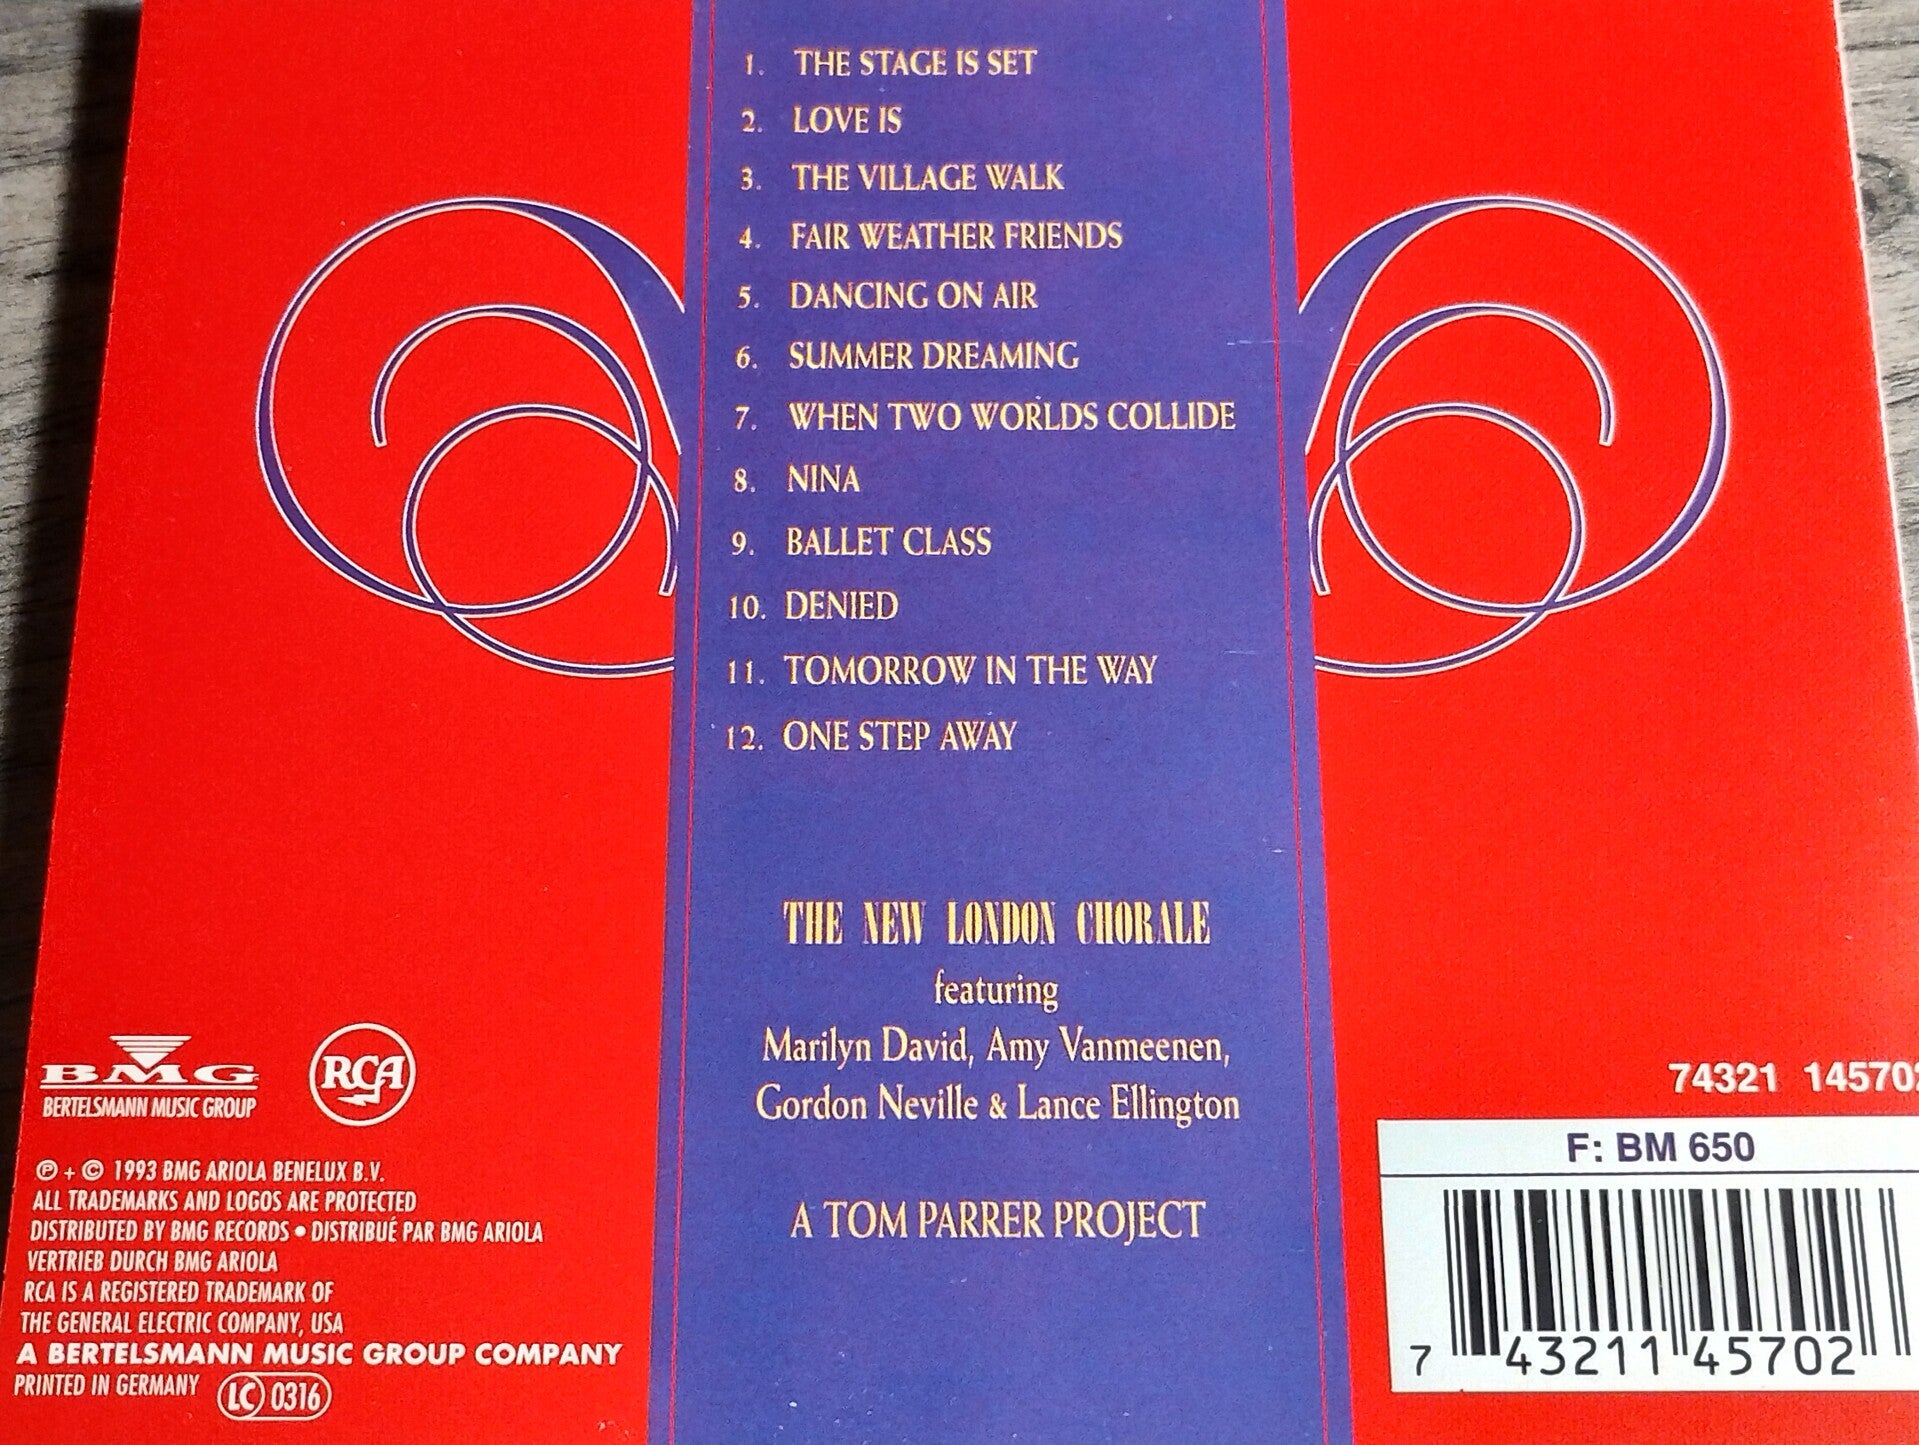 1. THE STAGE IS SET
2. LOVE IS
3. THE VILLAGE WALK
4. FAIR WEATHER FRIENDS
5. DANCING ON AIR
6. SUMMER DREAMING
7. WHEN TWO WORLDS COLLIDE
8. NINA
9. BALLET CLASS
10. DENIED
11. TOMORROW IN THE WAY
12. ONE STEP AWAY
THE NEW LONDON CHORALE
featuring
Marilyn David, Amy Vanmeenen,
Gordon Neville & Lance Ellington
A TOM PARRER PROJECT
BMG
BERTELSMANN MUSIC GROUP
RCA
℗ + © 1993 BMG ARIOLA BENELUX B.V.
ALL TRADEMARKS AND LOGOS ARE PROTECTED
DISTRIBUTED BY BMG RECORDS • DISTRIBUÉ PAR BMG ARIOLA
VERTRIEB DURCH BMG ARIOLA
RCA IS A REGISTERED TRADEMARK OF
THE GENERAL ELECTRIC COMPANY, USA
A BERTELSMANN MUSIC GROUP COMPANY
PRINTED IN GERMANY LC 0316
74321 145702
F: BM 650
7 43211 45702